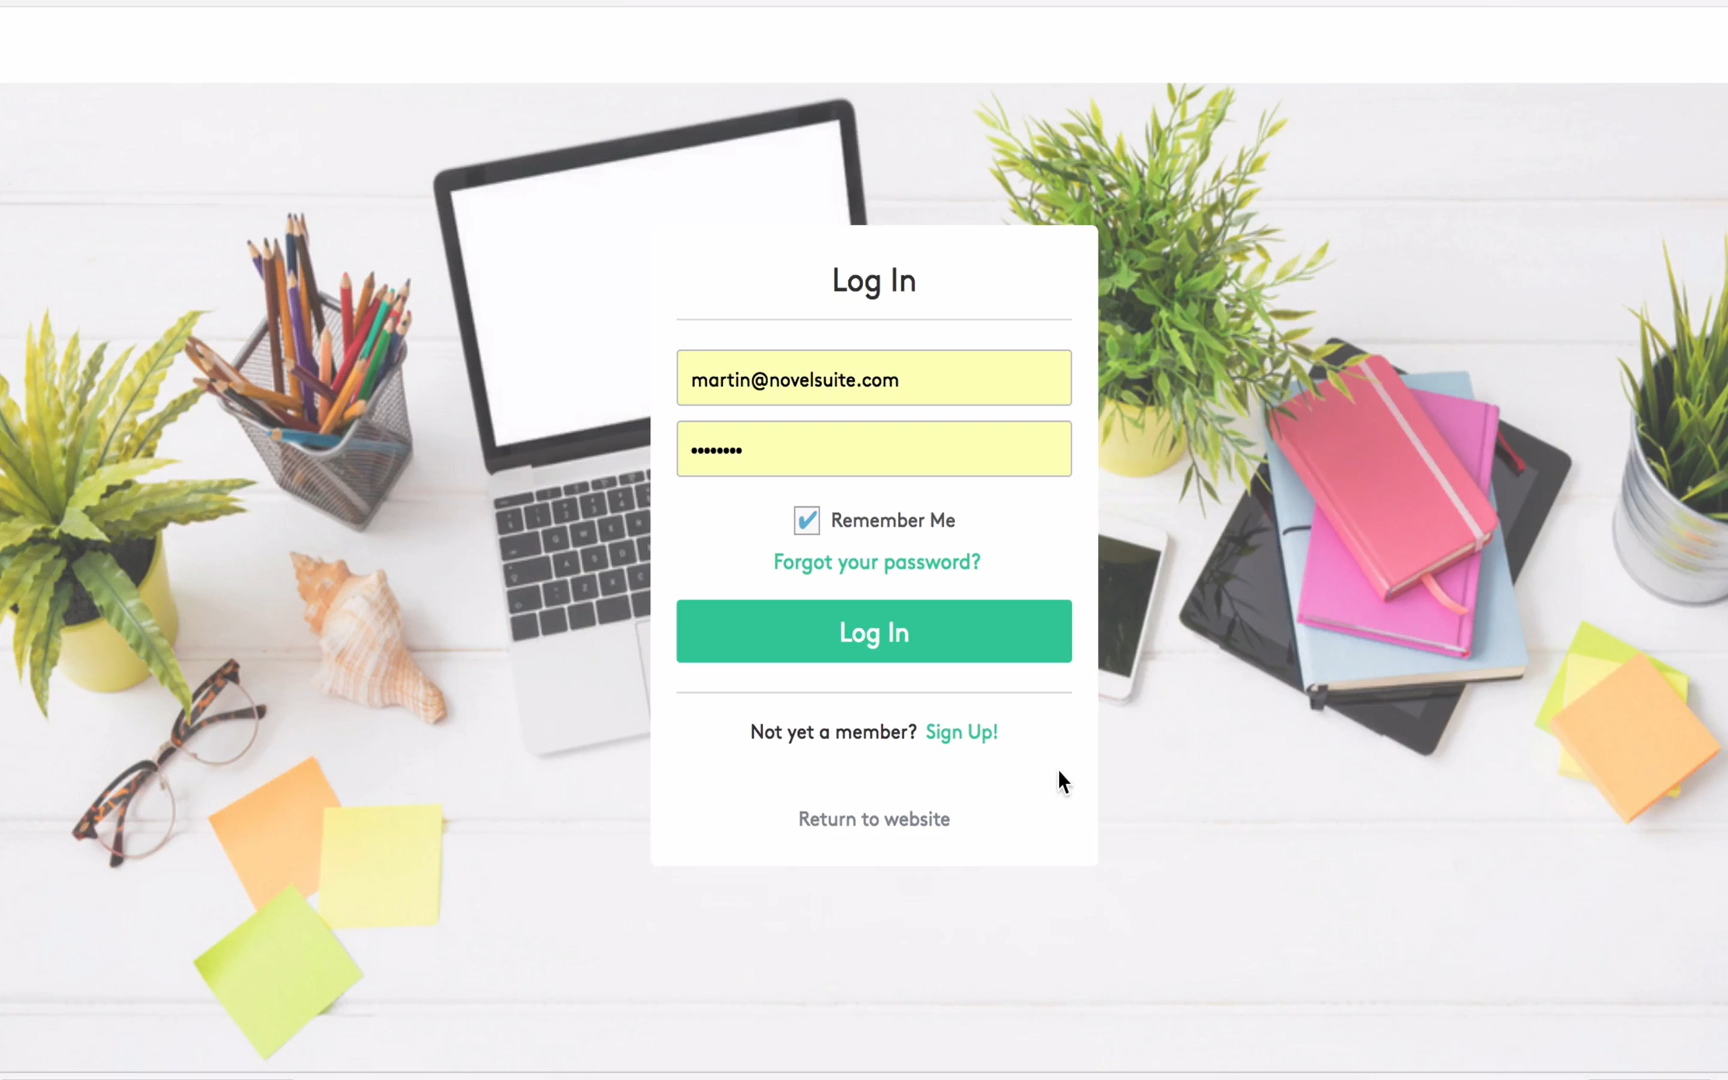 Log In
martin@novelsuite.com
••••••••
Remember Me
Forgot your password?
Log In
Not yet a member? Sign Up!
Return to website